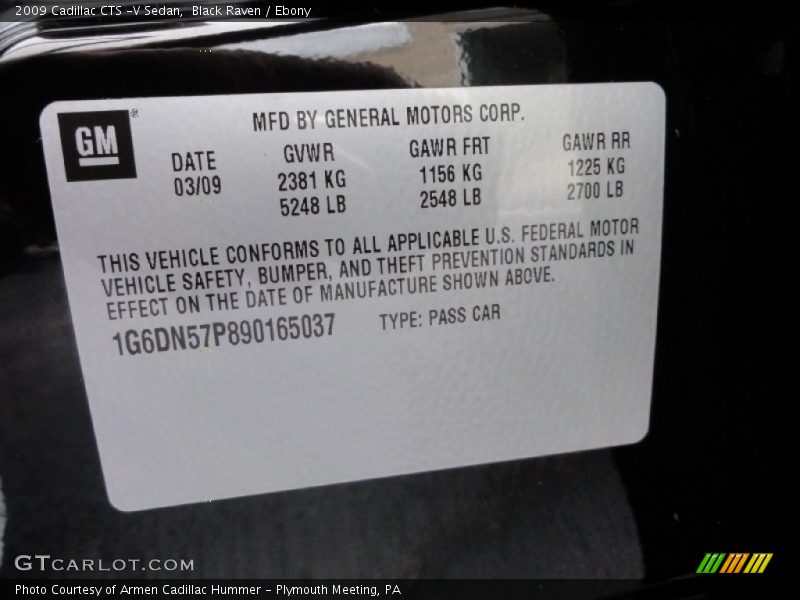 2009 Cadillac CTS -V Sedan, Black Raven / Ebony
GM®
MFD BY GENERAL MOTORS CORP.
DATE GVWR GAWR FRT GAWR RR
03/09 2381 KG 1156 KG 1225 KG
5248 LB 2548 LB 2700 LB
THIS VEHICLE CONFORMS TO ALL APPLICABLE U.S. FEDERAL MOTOR
VEHICLE SAFETY, BUMPER, AND THEFT PREVENTION STANDARDS IN
EFFECT ON THE DATE OF MANUFACTURE SHOWN ABOVE.
1G6DN57P890165037 TYPE: PASS CAR
GTCARLOT.COM
Photo Courtesy of Armen Cadillac Hummer - Plymouth Meeting, PA